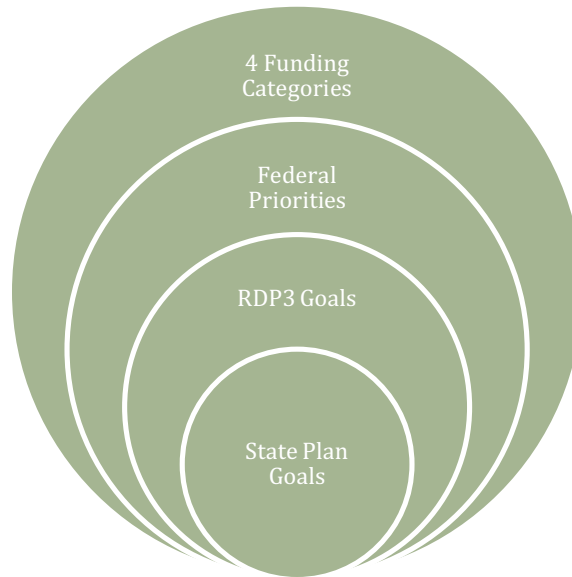 4 Funding
Categories
Federal
Priorities
RDP3 Goals
State Plan
Goals